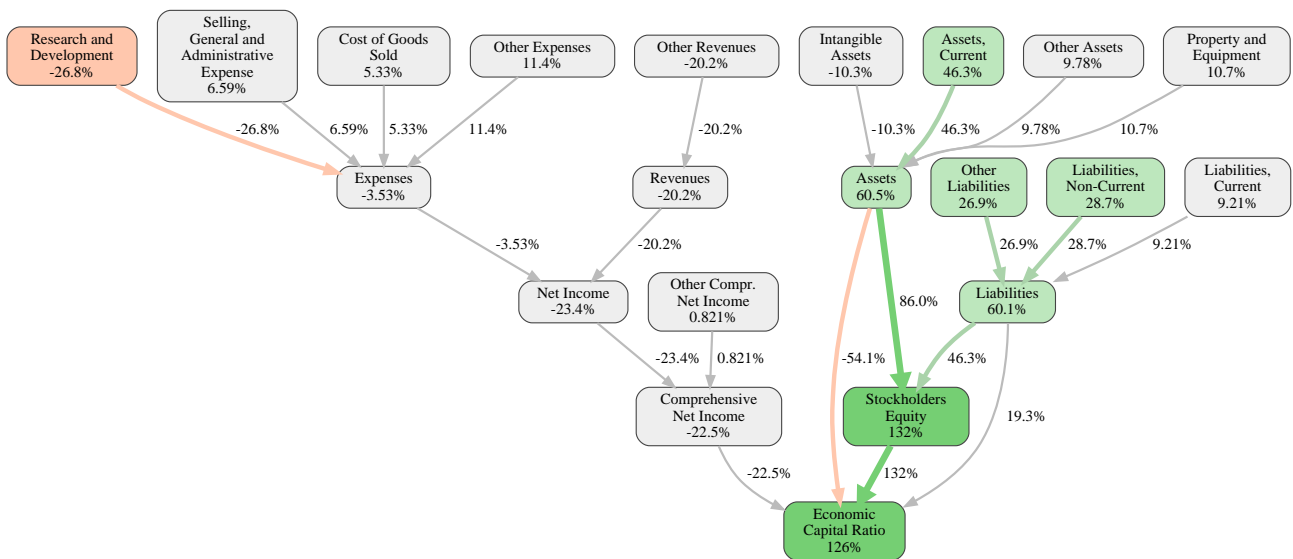 Research and
Development
-26.8%
Selling,
General and
Administrative
Expense
6.59%
Cost of Goods
Sold
5.33%
Other Expenses
11.4%
Other Revenues
-20.2%
Intangible
Assets
-10.3%
Assets,
Current
46.3%
Other Assets
9.78%
Property and
Equipment
10.7%
-26.8%
6.59%
5.33%
11.4%
-20.2%
-10.3%
46.3%
9.78%
10.7%
Expenses
-3.53%
Revenues
-20.2%
Assets
60.5%
Other
Liabilities
26.9%
Liabilities,
Non-Current
28.7%
Liabilities,
Current
9.21%
-3.53%
-20.2%
26.9%
28.7%
9.21%
Net Income
-23.4%
Other Compr.
Net Income
0.821%
86.0%
Liabilities
60.1%
-23.4%
0.821%
-54.1%
46.3%
Comprehensive
Net Income
-22.5%
Stockholders
Equity
132%
19.3%
-22.5%
132%
Economic
Capital Ratio
126%